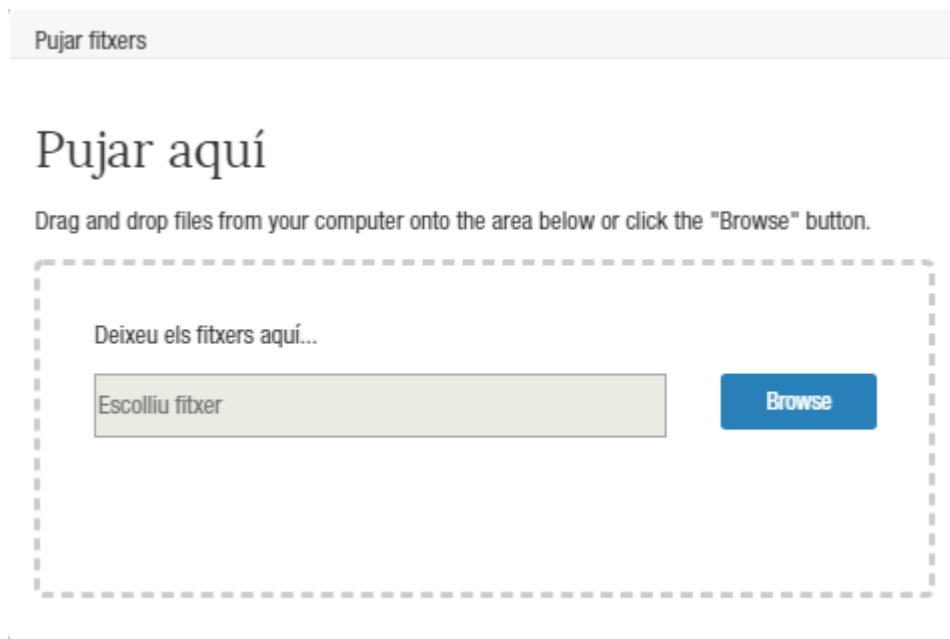 Pujar fitxers
Pujar aquí
Drag and drop files from your computer onto the area below or click the "Browse" button.
Deixeu els fitxers aquí...
Escolliu fitxer
Browse